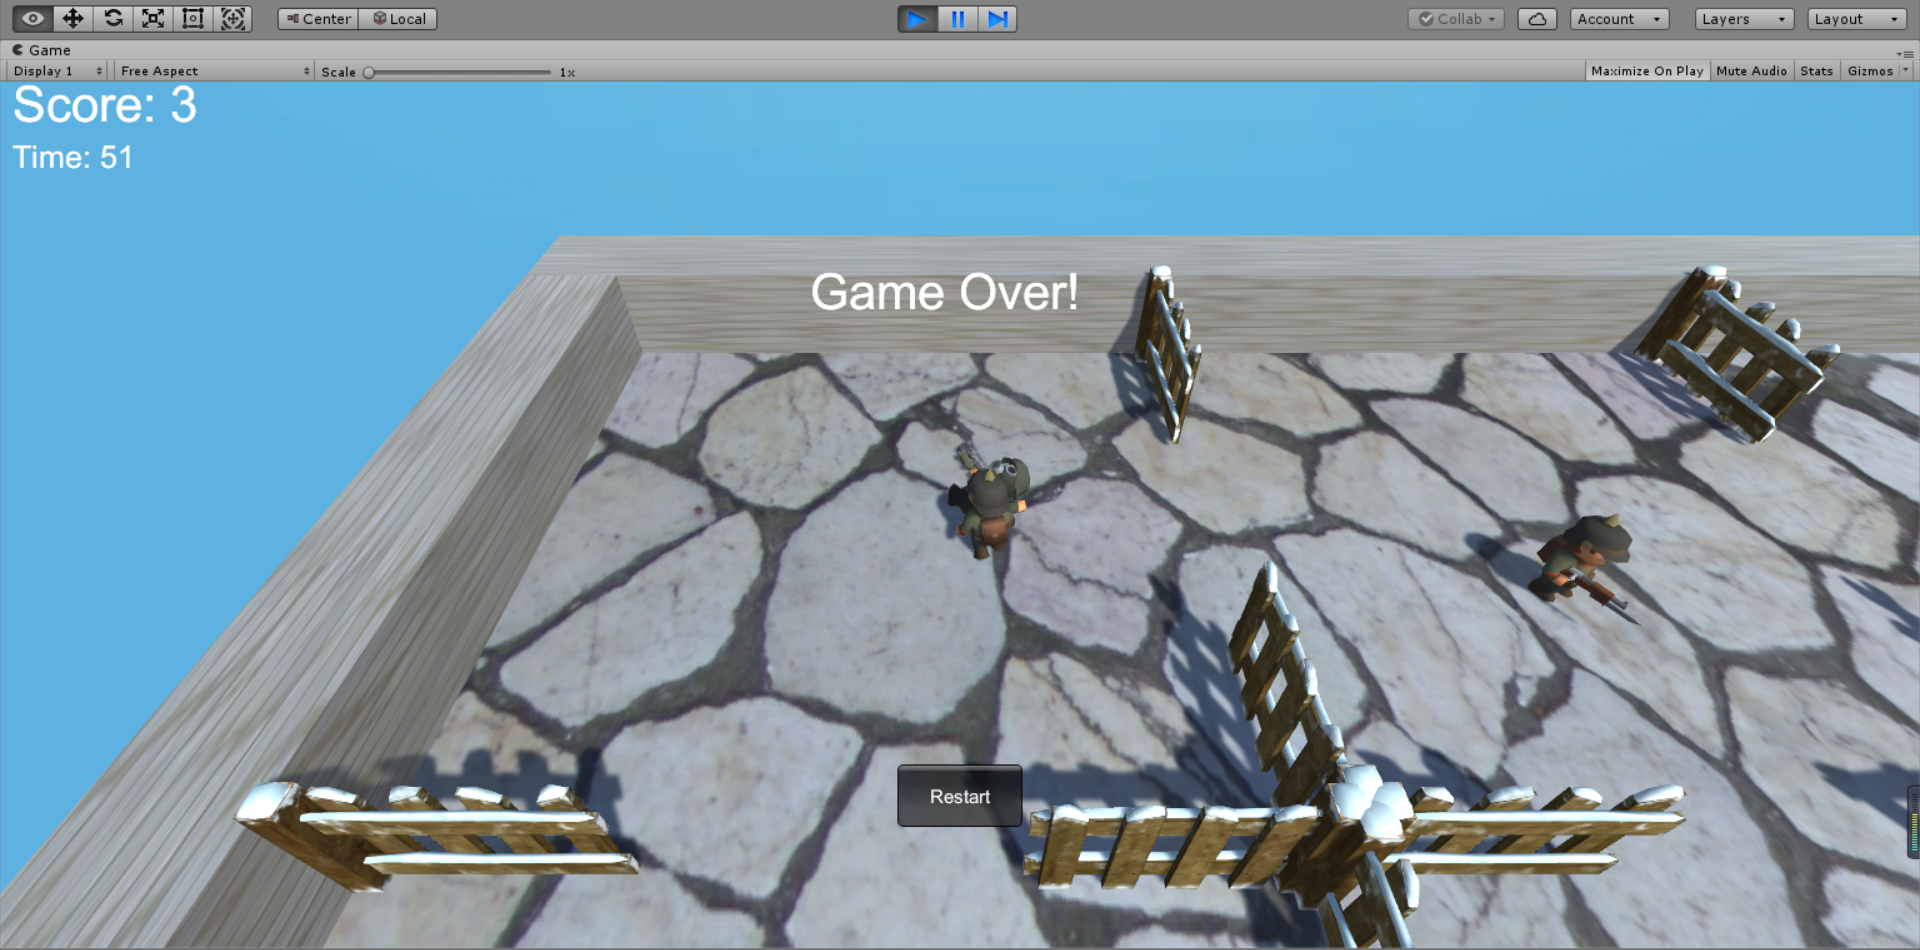 Center Local Collab Account Layers Layout
Game
Display 1 Free Aspect Scale 1x Maximize On Play Mute Audio Stats Gizmos
Score: 3
Time: 51
Game Over!
Restart